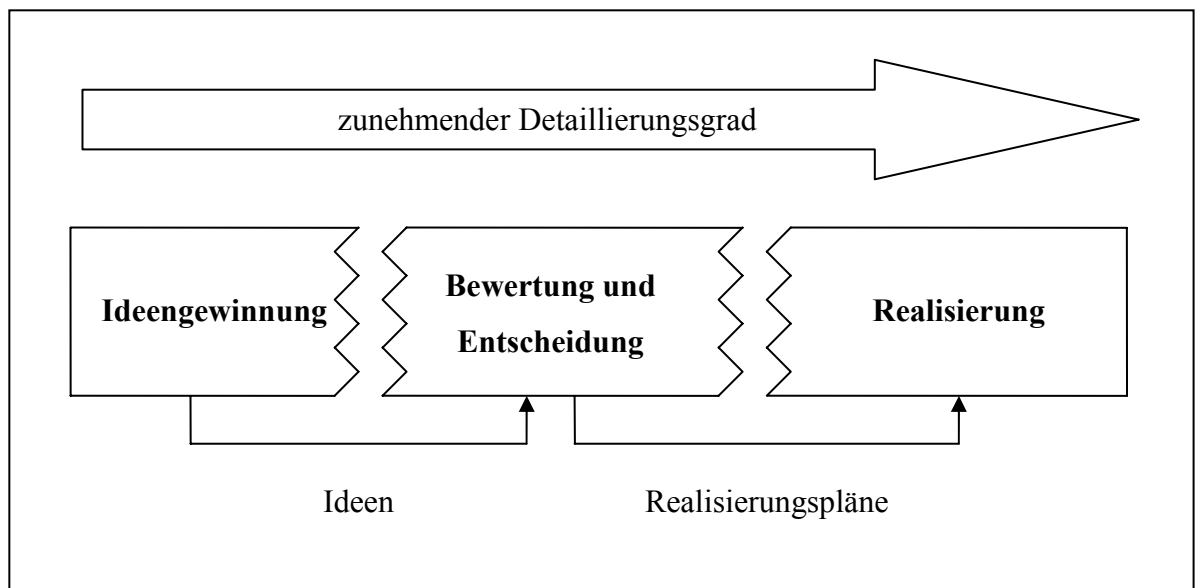 zunehmender Detaillierungsgrad
Ideengewinnung
Bewertung und
Entscheidung
Realisierung
Ideen
Realisierungspläne